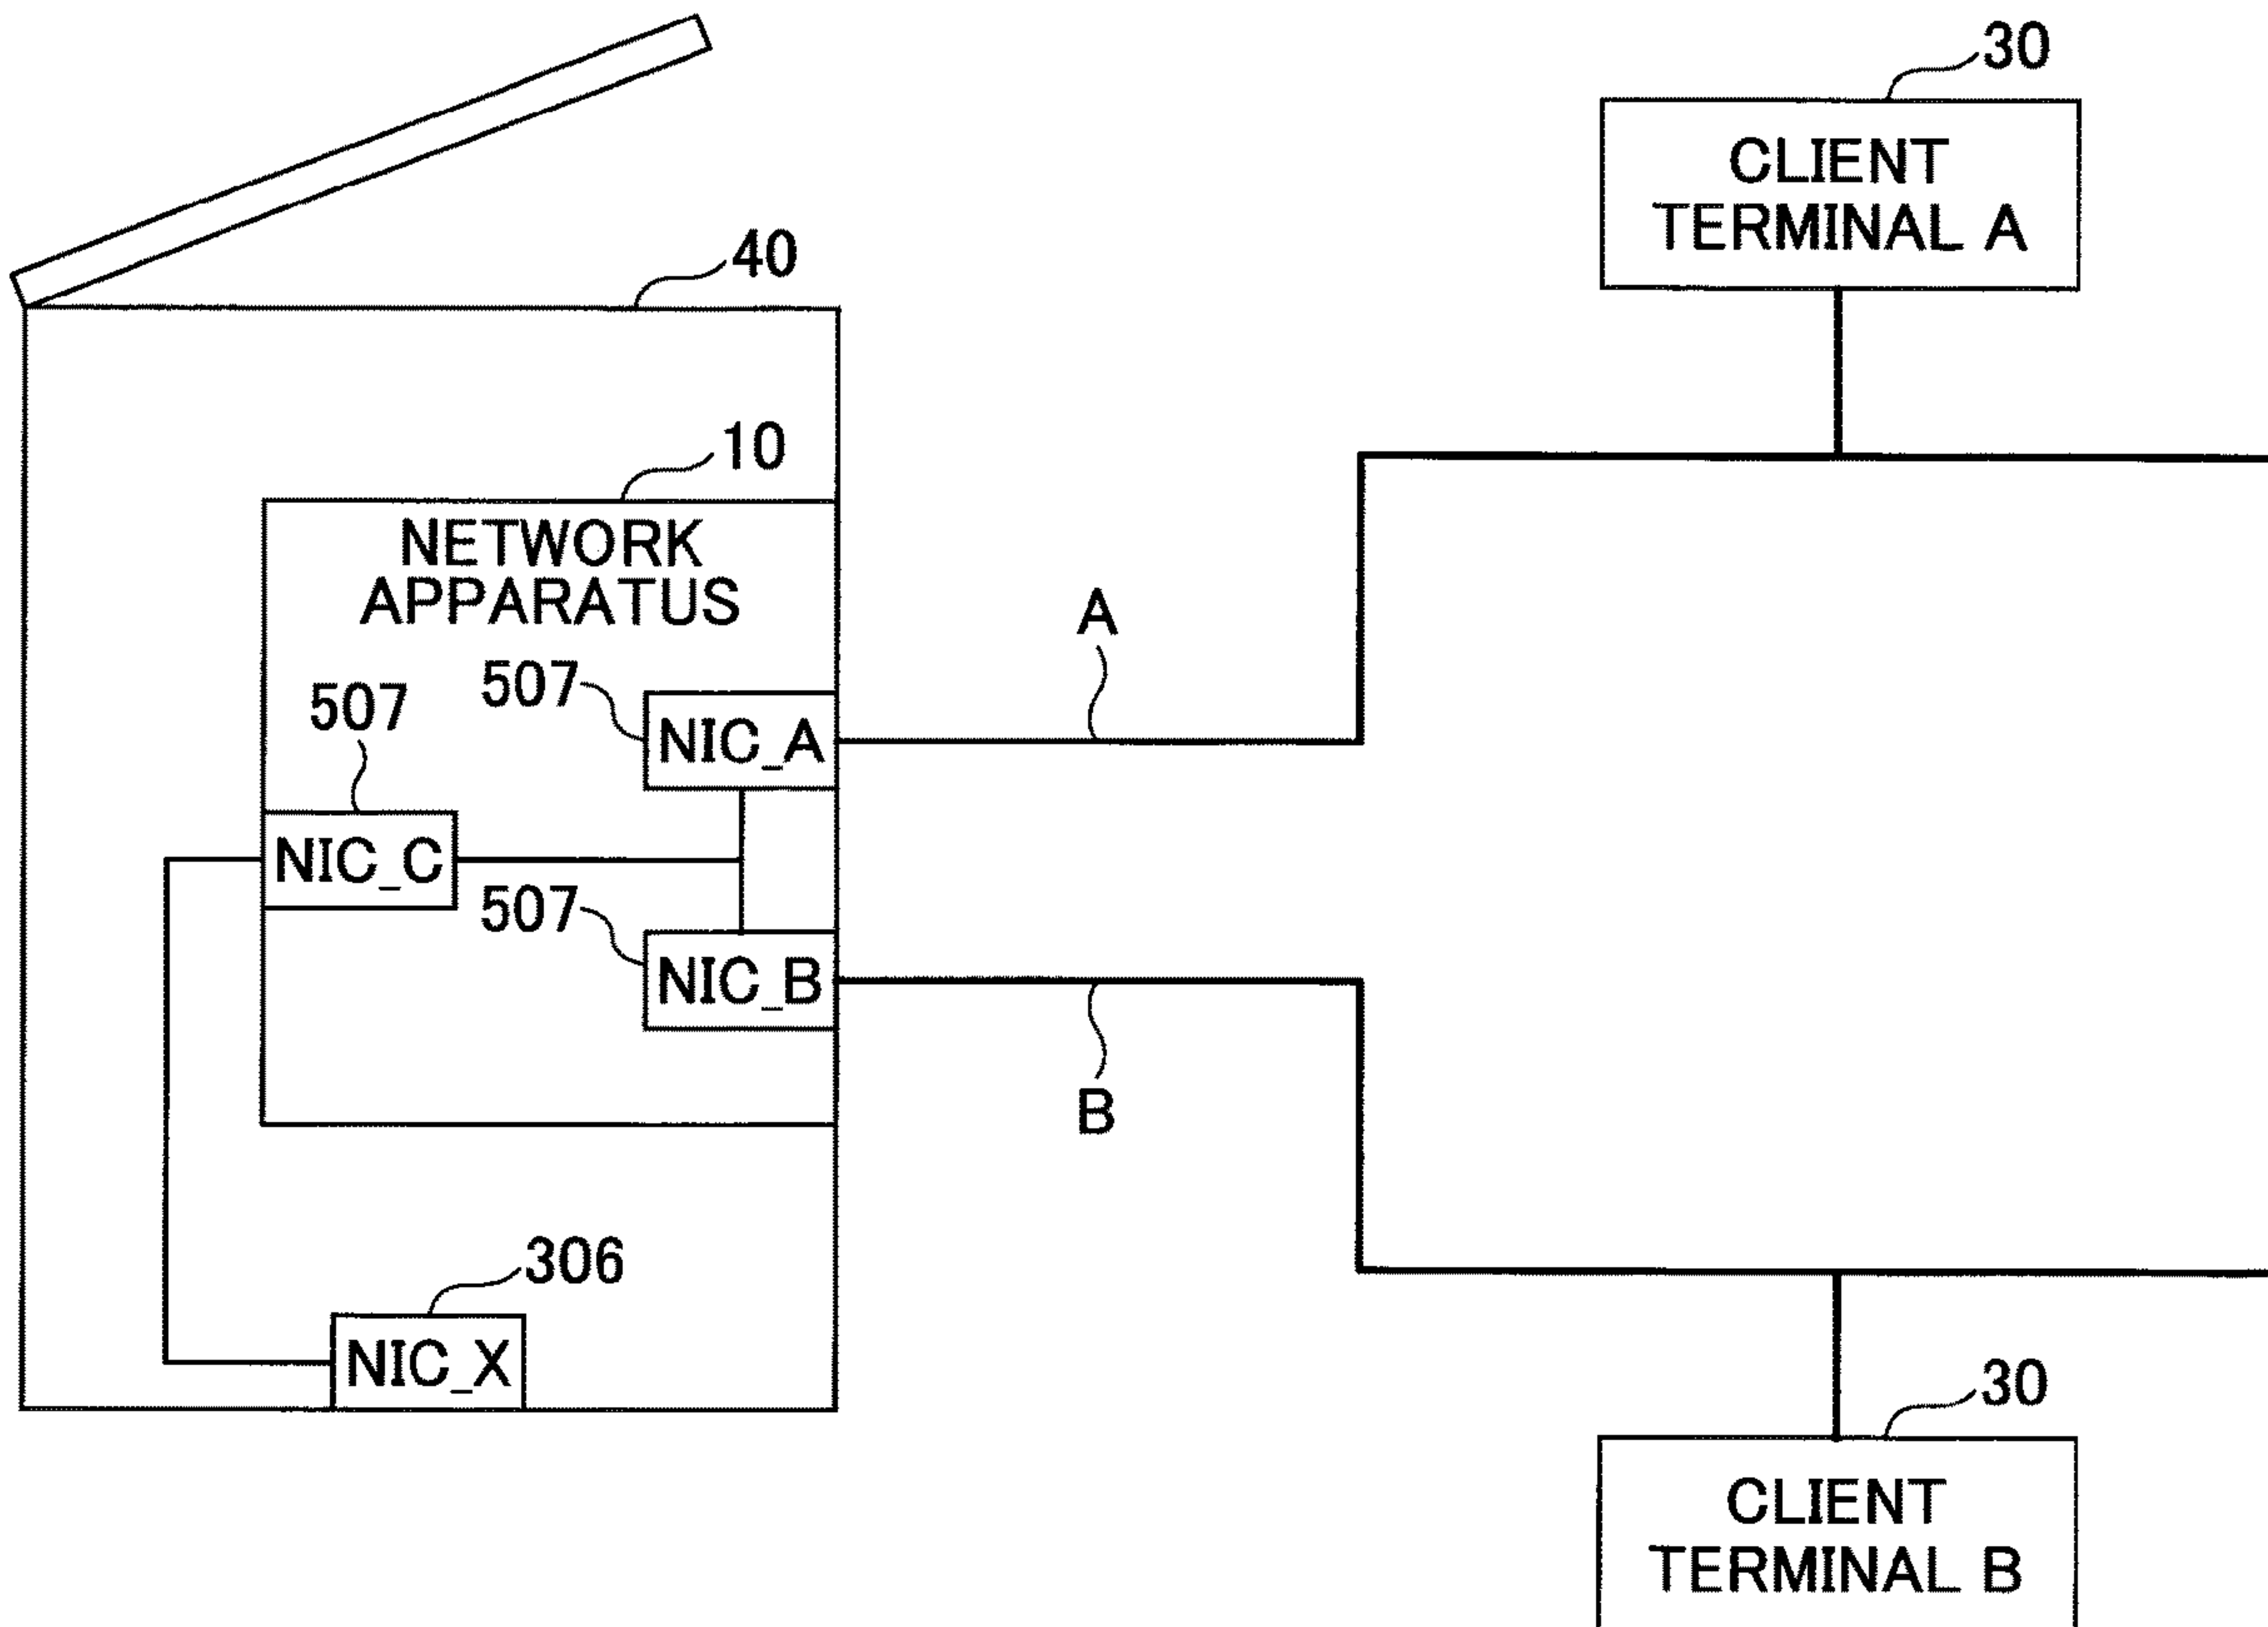 30
CLIENT
TERMINAL A
40
10
NETWORK
APPARATUS
A
507
507
NIC_A
NIC_C
507
NIC_B
B
306
NIC_X
30
CLIENT
TERMINAL B